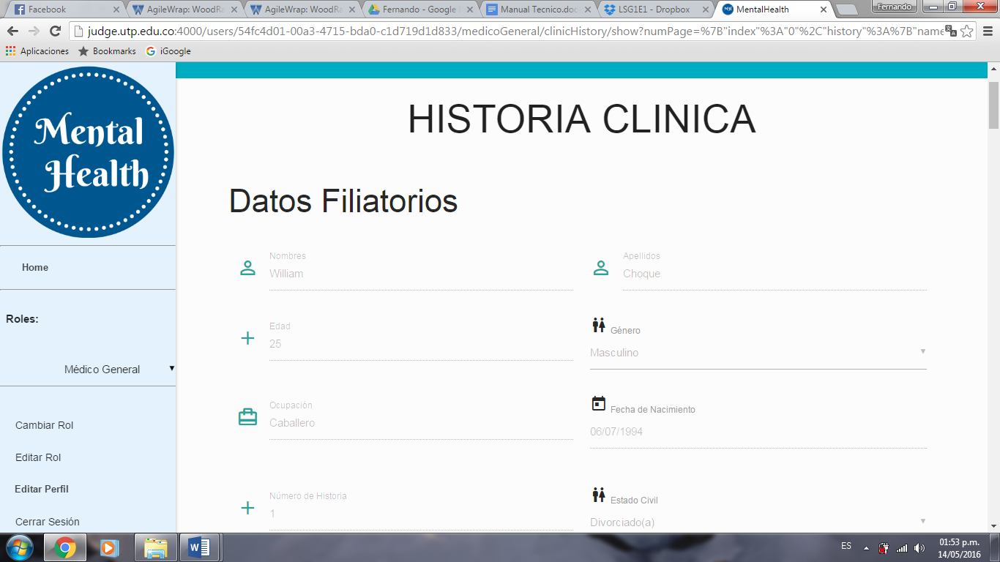 Facebook
AgileWrap: WoodRa
AgileWrap: WoodRa
Fernando - Google
Manual Tecnico.doc
LSG1E1 - Dropbox
MentalHealth
Fernando
judge.utp.edu.co:4000/users/54fc4d01-00a3-4715-bda0-c1d719d1d833/medicoGeneral/clinicHistory/show?numPage=%7B"index"%3A"0"%2C"history"%3A%7B"name
Aplicaciones
Bookmarks
iGoogle
Mental
Health
Home
Roles:
Médico General
Cambiar Rol
Editar Rol
Editar Perfil
Cerrar Sesión
HISTORIA CLINICA
Datos Filiatorios
Nombres
William
Apellidos
Choque
Edad
25
Género
Masculino
Ocupación
Caballero
Fecha de Nacimiento
06/07/1994
Número de Historia
1
Estado Civil
Divorciado(a)
ES
01:53 p.m.
14/05/2016